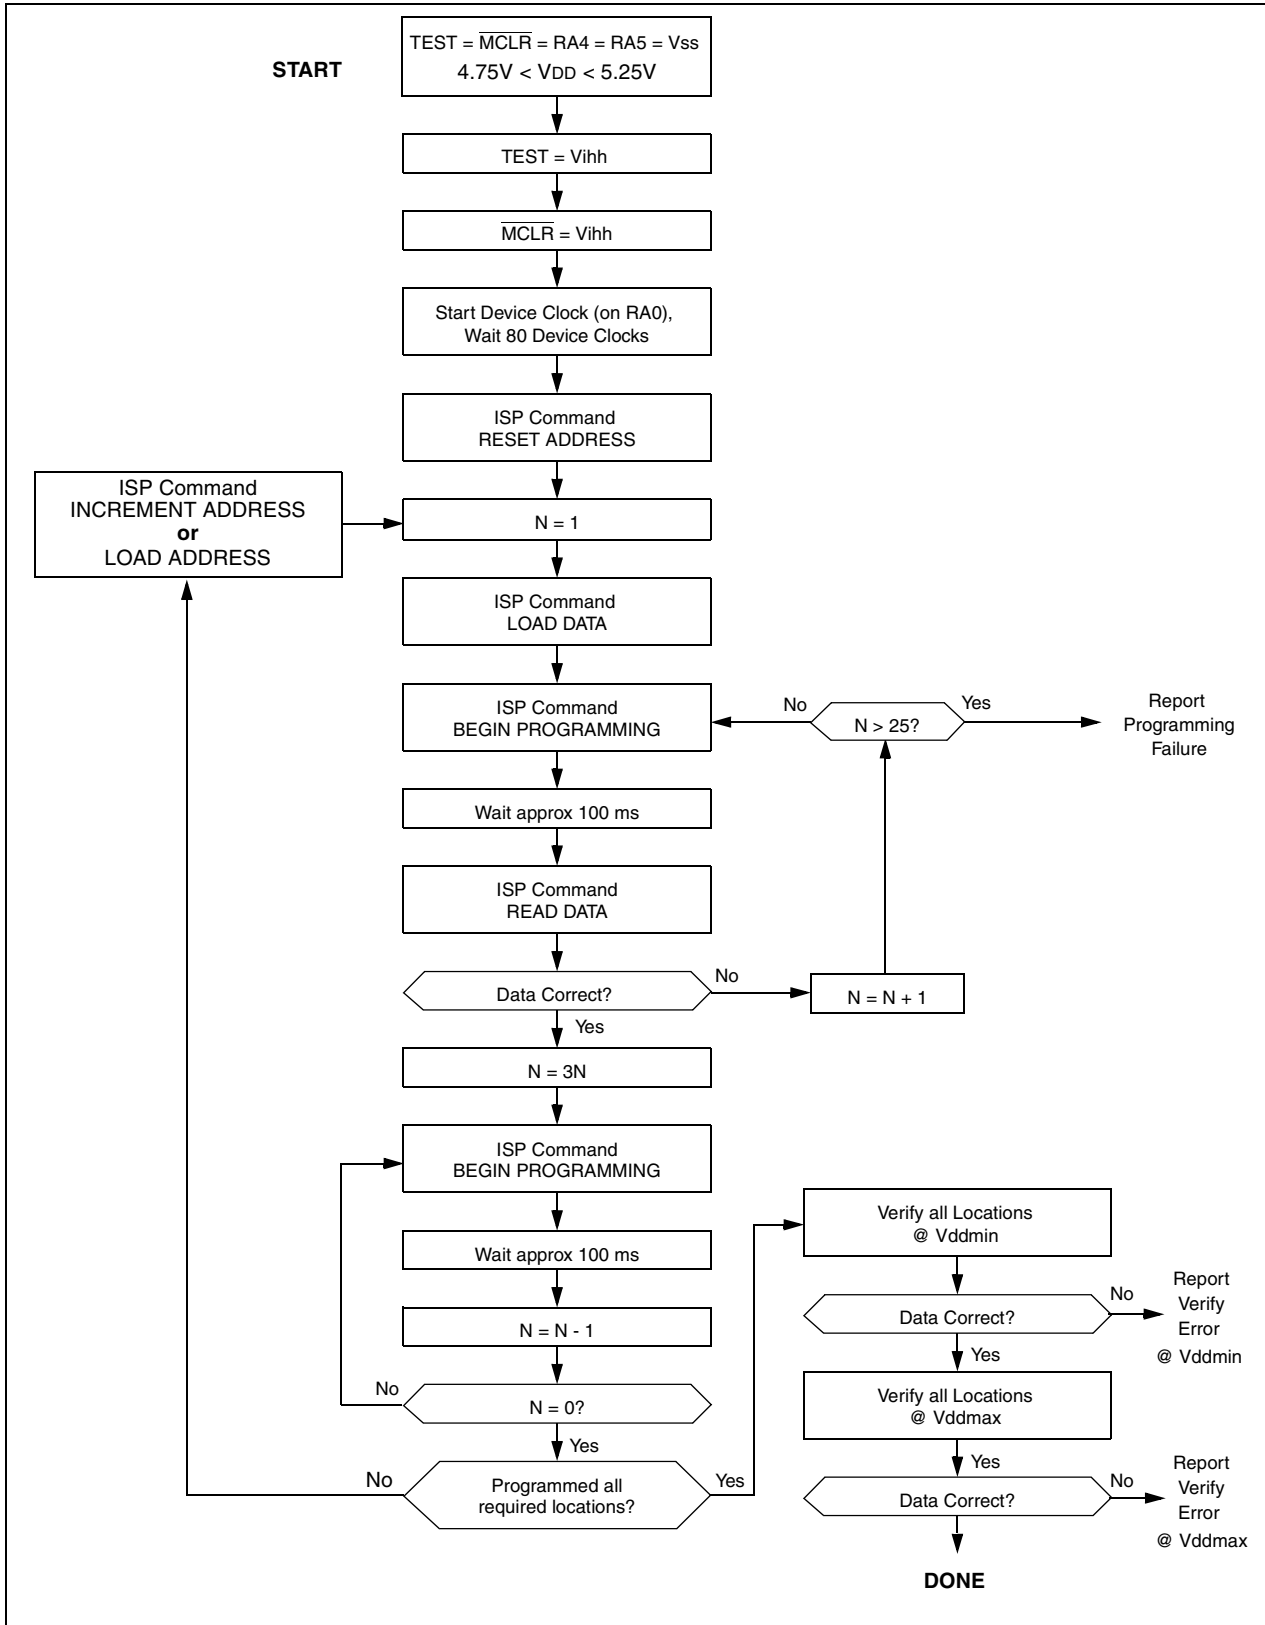 START
TEST = MCLR = RA4 = RA5 = Vss
4.75V < VDD < 5.25V
TEST = Vihh
MCLR = Vihh
Start Device Clock (on RA0),
Wait 80 Device Clocks
ISP Command
RESET ADDRESS
ISP Command
INCREMENT ADDRESS
or
LOAD ADDRESS
N = 1
ISP Command
LOAD DATA
ISP Command
BEGIN PROGRAMMING
No
N > 25?
Yes
Report
Programming
Failure
Wait approx 100 ms
ISP Command
READ DATA
Data Correct?
No
N = N + 1
Yes
N = 3N
ISP Command
BEGIN PROGRAMMING
Wait approx 100 ms
N = N - 1
No
N = 0?
Yes
No
Programmed all
required locations?
Yes
Verify all Locations
@ Vddmin
Data Correct?
No
Report
Verify
Error
@ Vddmin
Yes
Verify all Locations
@ Vddmax
Yes
Data Correct?
No
Report
Verify
Error
@ Vddmax
DONE